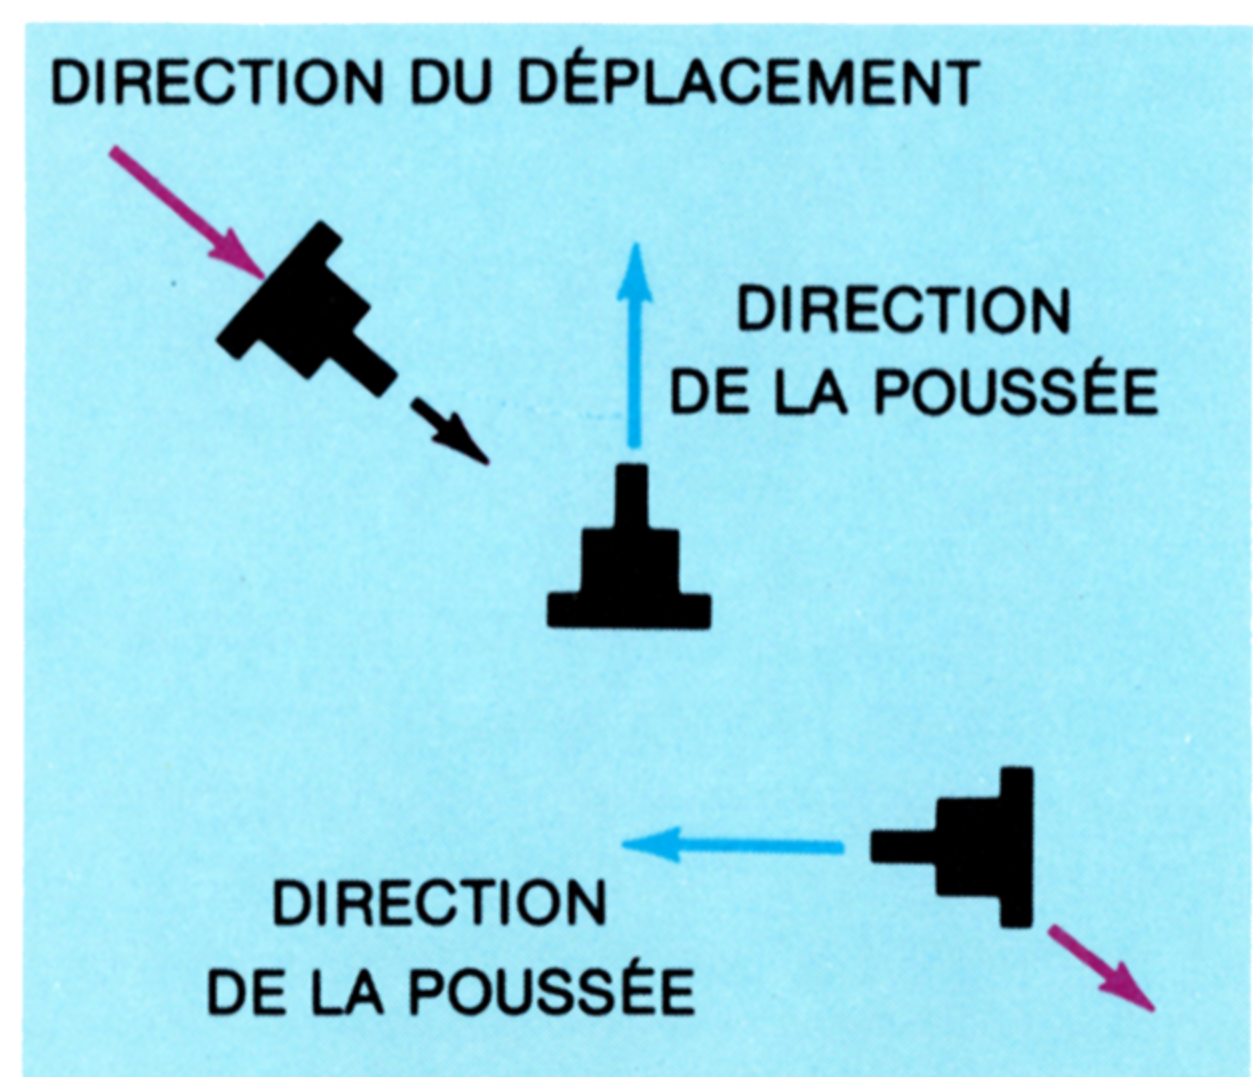 DIRECTION DU DÉPLACEMENT
DIRECTION
DE LA POUSSÉE
DIRECTION
DE LA POUSSÉE